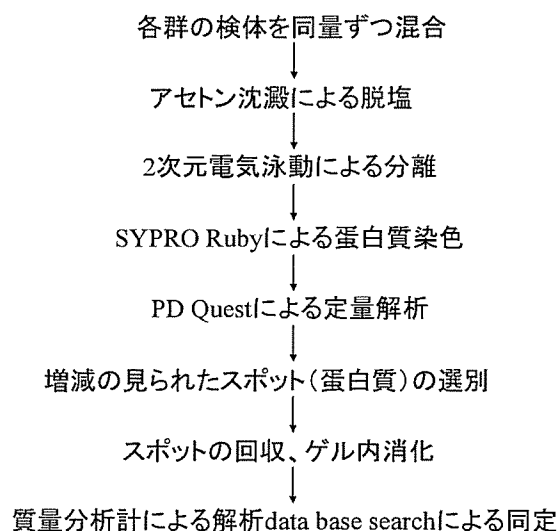 各群の検体を同量ずつ混合
アセトン沈澱による脱塩
2次元電気泳動による分離
SYPRO Rubyによる蛋白質染色
PD Questによる定量解析
増減の見られたスポット(蛋白質)の選別
スポットの回収、ゲル内消化
質量分析計による解析data base searchによる同定